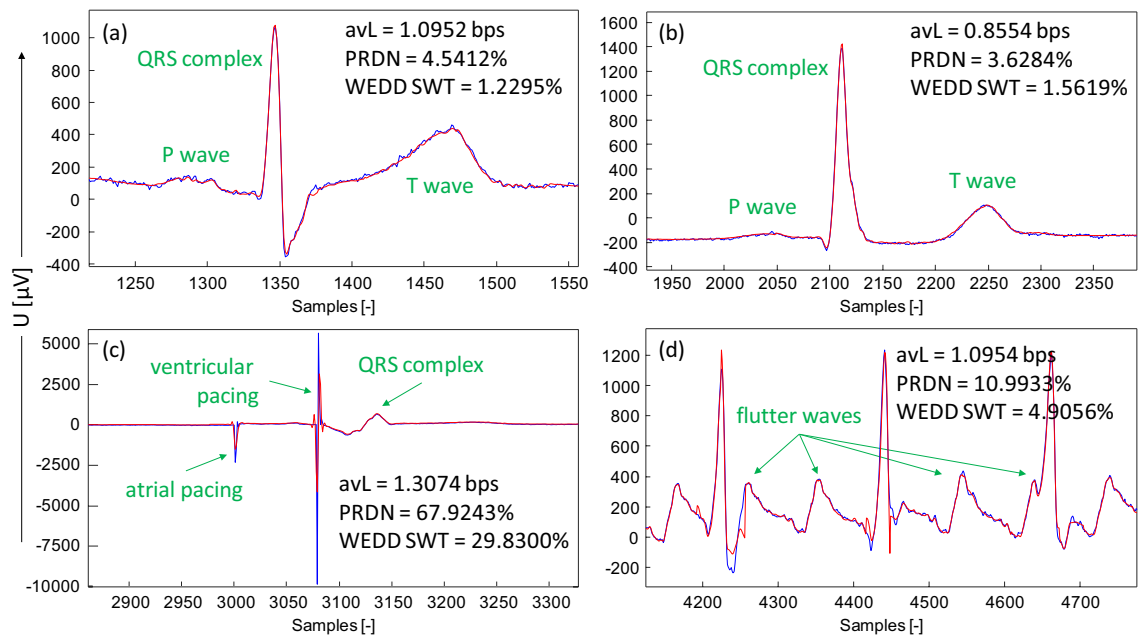 U [µV]
(a)
avL = 1.0952 bps
PRDN = 4.5412%
WEDD SWT = 1.2295%
QRS complex
P wave
T wave
1000
800
600
400
200
0
-200
-400
1250
1300
1350
1400
1450
1500
1550
Samples [-]
(b)
avL = 0.8554 bps
PRDN = 3.6284%
WEDD SWT = 1.5619%
QRS complex
P wave
T wave
1600
1400
1200
1000
800
600
400
200
0
-200
-400
1950
2000
2050
2100
2150
2200
2250
2300
2350
Samples [-]
(c)
ventricular
pacing
QRS complex
atrial pacing
avL = 1.3074 bps
PRDN = 67.9243%
WEDD SWT = 29.8300%
5000
2500
0
-2500
-5000
-7500
-10000
2900
2950
3000
3050
3100
3150
3200
3250
3300
Samples [-]
(d)
avL = 1.0954 bps
PRDN = 10.9933%
WEDD SWT = 4.9056%
flutter waves
1200
1000
800
600
400
200
0
-200
4200
4300
4400
4500
4600
4700
Samples [-]